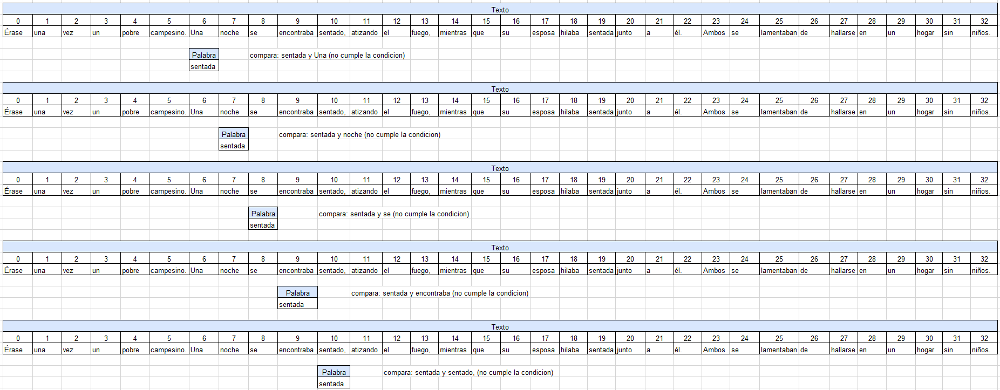 Texto
0 1 2 3 4 5 6 7 8 9 10 11 12 13 14 15 16 17 18 19 20 21 22 23 24 25 26 27 28 29 30 31 32
Érase una vez un pobre campesino. Una noche se encontraba sentado, atizando el fuego, mientras que su esposa hilaba sentada junto a él. Ambos se lamentaban de hallarse en un hogar sin niños.
Palabra compara: sentada y Una (no cumple la condicion)
sentada
Texto
0 1 2 3 4 5 6 7 8 9 10 11 12 13 14 15 16 17 18 19 20 21 22 23 24 25 26 27 28 29 30 31 32
Érase una vez un pobre campesino. Una noche se encontraba sentado, atizando el fuego, mientras que su esposa hilaba sentada junto a él. Ambos se lamentaban de hallarse en un hogar sin niños.
Palabra compara: sentada y noche (no cumple la condicion)
sentada
Texto
0 1 2 3 4 5 6 7 8 9 10 11 12 13 14 15 16 17 18 19 20 21 22 23 24 25 26 27 28 29 30 31 32
Érase una vez un pobre campesino. Una noche se encontraba sentado, atizando el fuego, mientras que su esposa hilaba sentada junto a él. Ambos se lamentaban de hallarse en un hogar sin niños.
Palabra compara: sentada y se (no cumple la condicion)
sentada
Texto
0 1 2 3 4 5 6 7 8 9 10 11 12 13 14 15 16 17 18 19 20 21 22 23 24 25 26 27 28 29 30 31 32
Érase una vez un pobre campesino. Una noche se encontraba sentado, atizando el fuego, mientras que su esposa hilaba sentada junto a él. Ambos se lamentaban de hallarse en un hogar sin niños.
Palabra compara: sentada y encontraba (no cumple la condicion)
sentada
Texto
0 1 2 3 4 5 6 7 8 9 10 11 12 13 14 15 16 17 18 19 20 21 22 23 24 25 26 27 28 29 30 31 32
Érase una vez un pobre campesino. Una noche se encontraba sentado, atizando el fuego, mientras que su esposa hilaba sentada junto a él. Ambos se lamentaban de hallarse en un hogar sin niños.
Palabra compara: sentada y sentado, (no cumple la condicion)
sentada